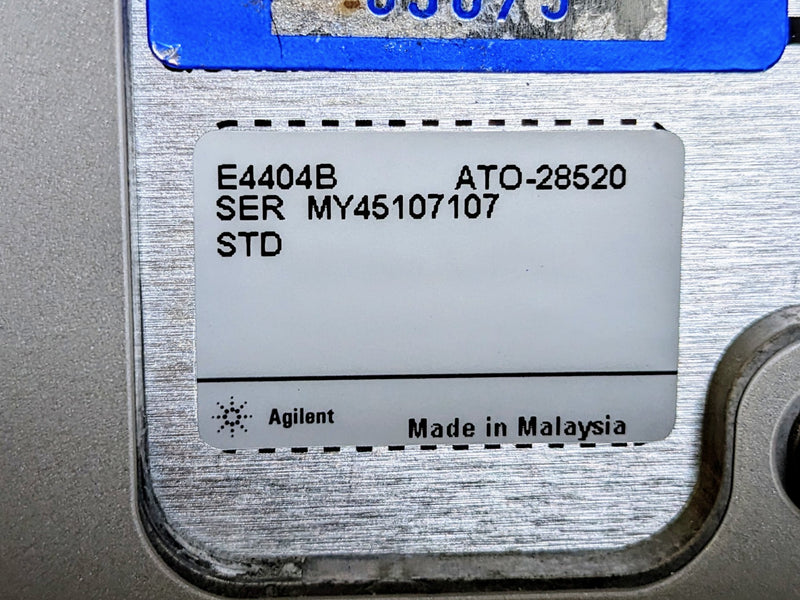 E4404B ATO-28520
SER MY45107107
STD
Agilent
Made in Malaysia